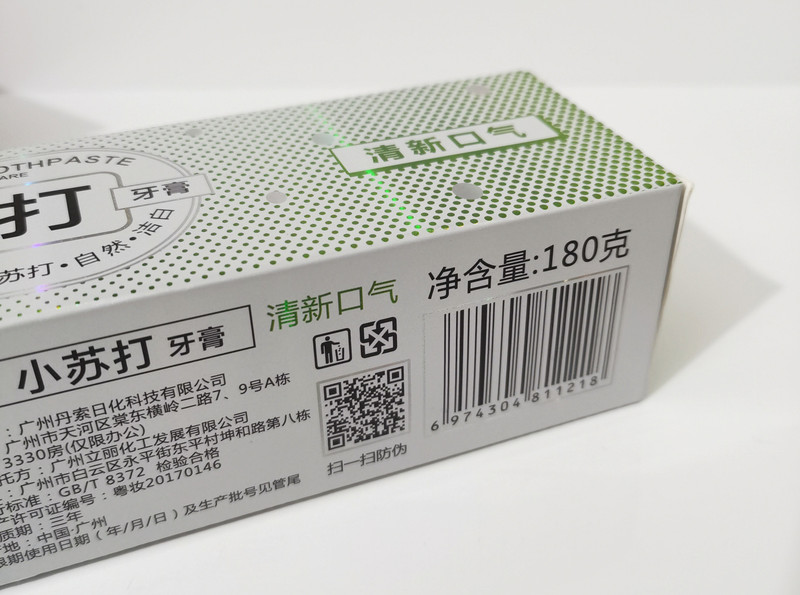 OTHPASTE
ARE
打
牙膏
苏打·自然·洁白
清新口气
小苏打 牙膏
清新口气
净含量:180克
6 974304 811218
扫一扫防伪
：广州丹索日化科技有限公司
：广州市天河区棠东横岭二路7、9号A栋
3330房(仅限办公)
托方：广州立丽化工发展有限公司
：广州市白云区永平街东平村坤和路第八栋
行标准：GB/T 8372 检验合格
产许可证编号：粤妆20170146
质期：三年
地：中国·广州
限期使用日期（年/月/日）及生产批号见管尾